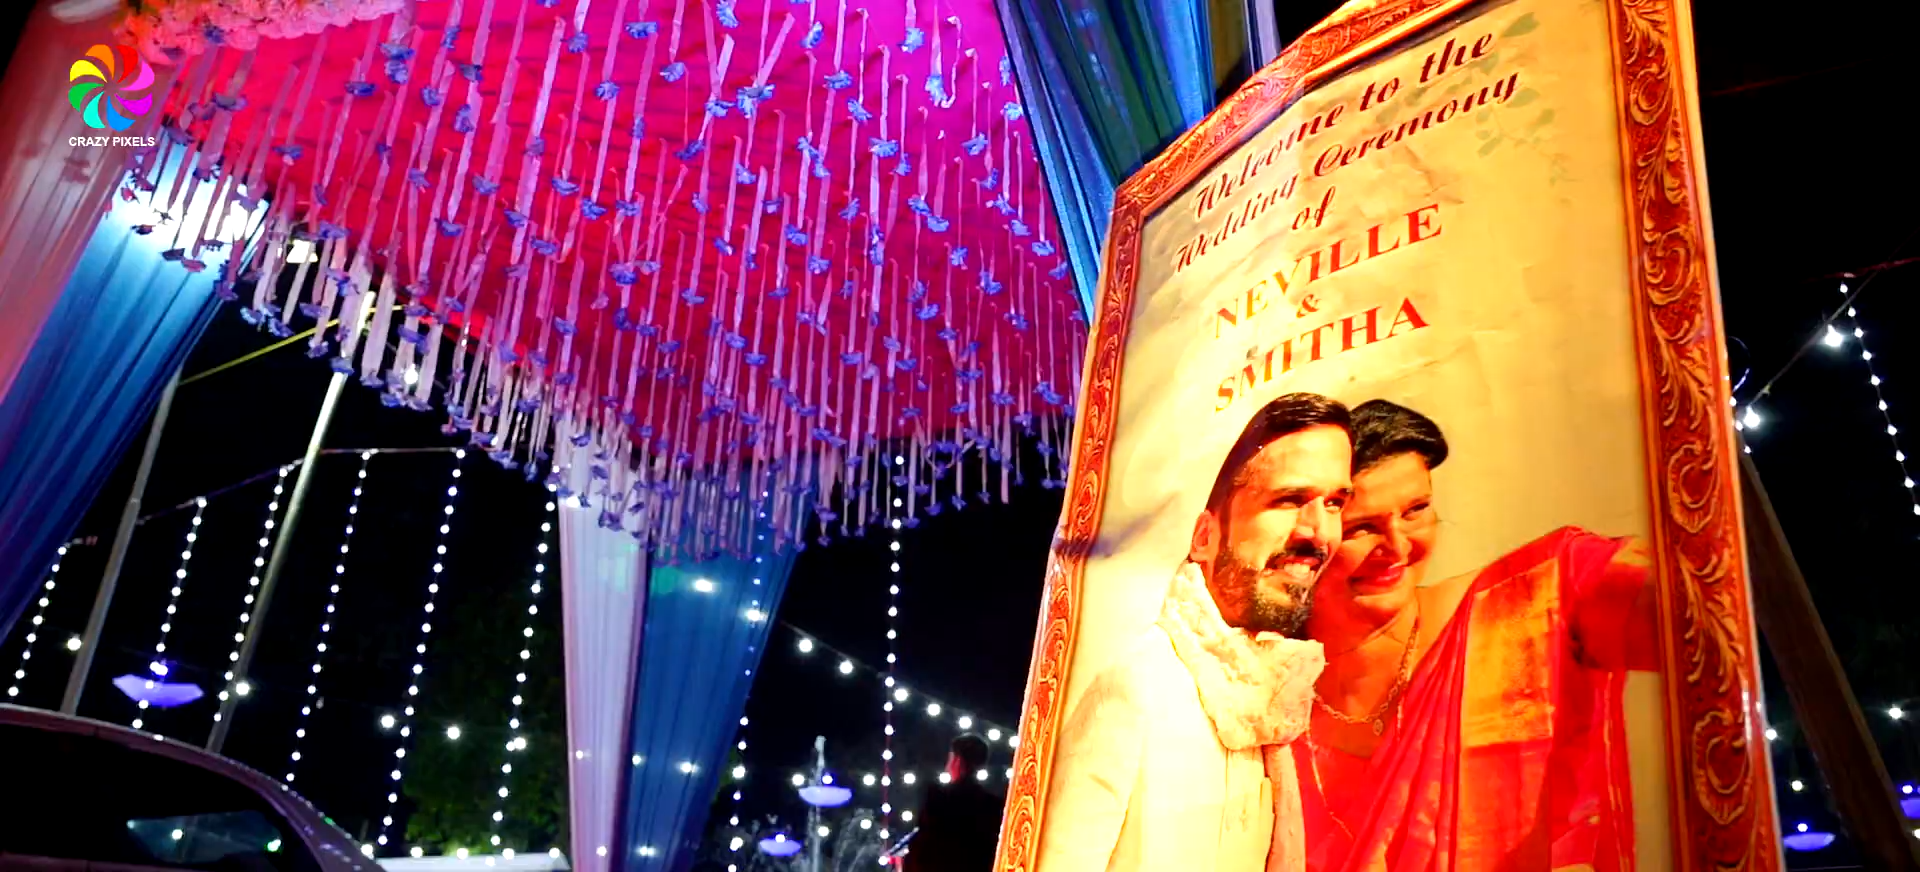 CRAZY PIXELS
Welcome to the
Wedding Ceremony
of
NEVILLE
&
SMITHA